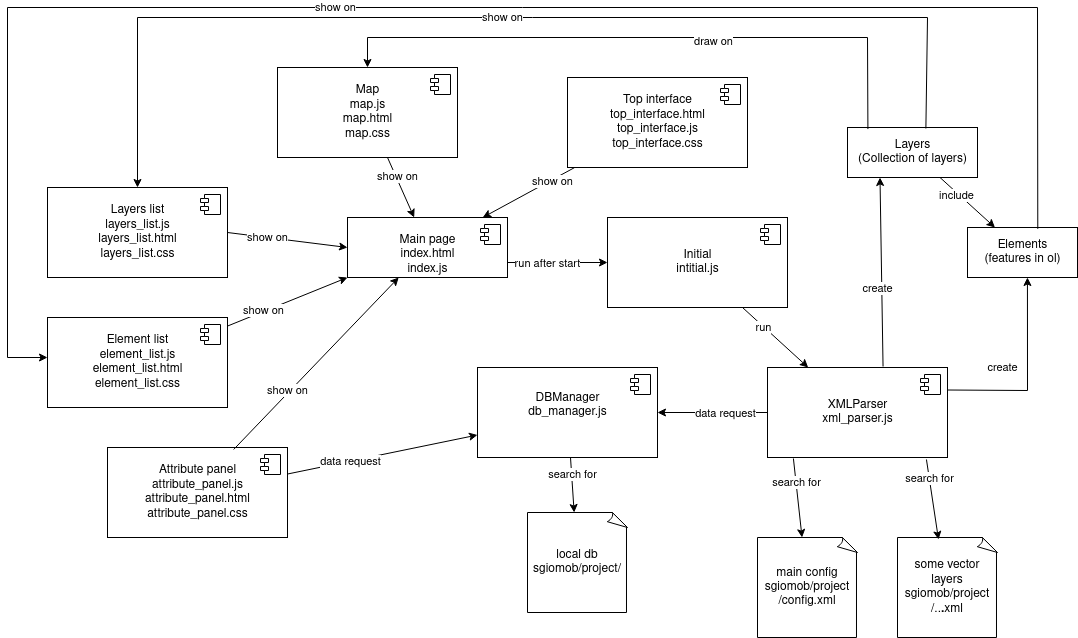 show on
show on
draw on
Map
map.js
map.html
map.css
Top interface
top_interface.html
top_interface.js
top_interface.css
Layers
(Collection of layers)
show on
show on
include
Layers list
layers_list.js
layers_list.html
layers_list.css
show on
Main page
index.html
index.js
run after start
Initial
intitial.js
Elements
(features in ol)
create
show on
run
Element list
element_list.js
element_list.html
element_list.css
show on
DBManager
db_manager.js
data request
XMLParser
xml_parser.js
create
Attribute panel
attribute_panel.js
attribute_panel.html
attribute_panel.css
data request
search for
search for
search for
local db
sgiomob/project/
main config
sgiomob/project
/config.xml
some vector
layers
sgiomob/project
/...xml